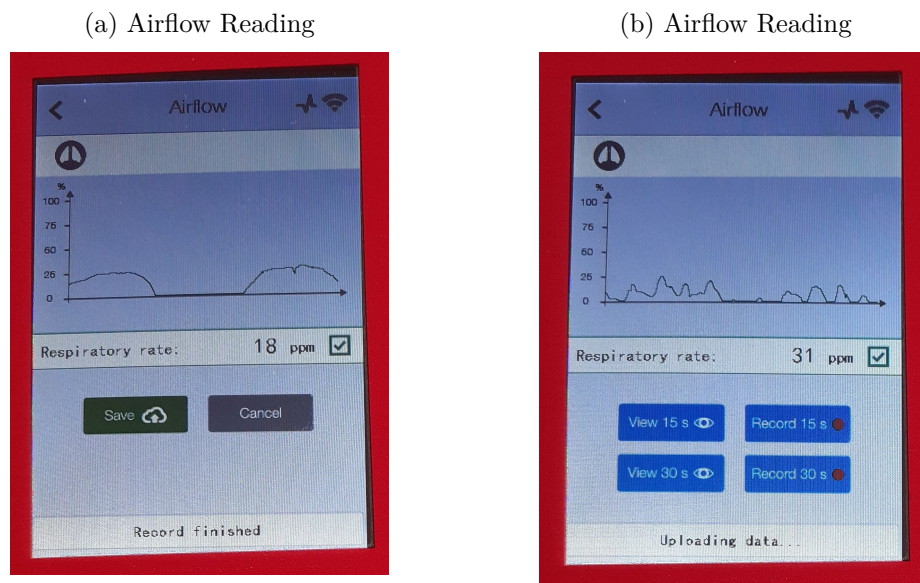 (a) Airflow Reading
Airflow
%
100
75
50
25
0
Respiratory rate: 18 ppm
Save
Cancel
Record finished
(b) Airflow Reading
Airflow
%
100
75
50
25
0
Respiratory rate: 31 ppm
View 15 s
Record 15 s
View 30 s
Record 30 s
Uploading data...